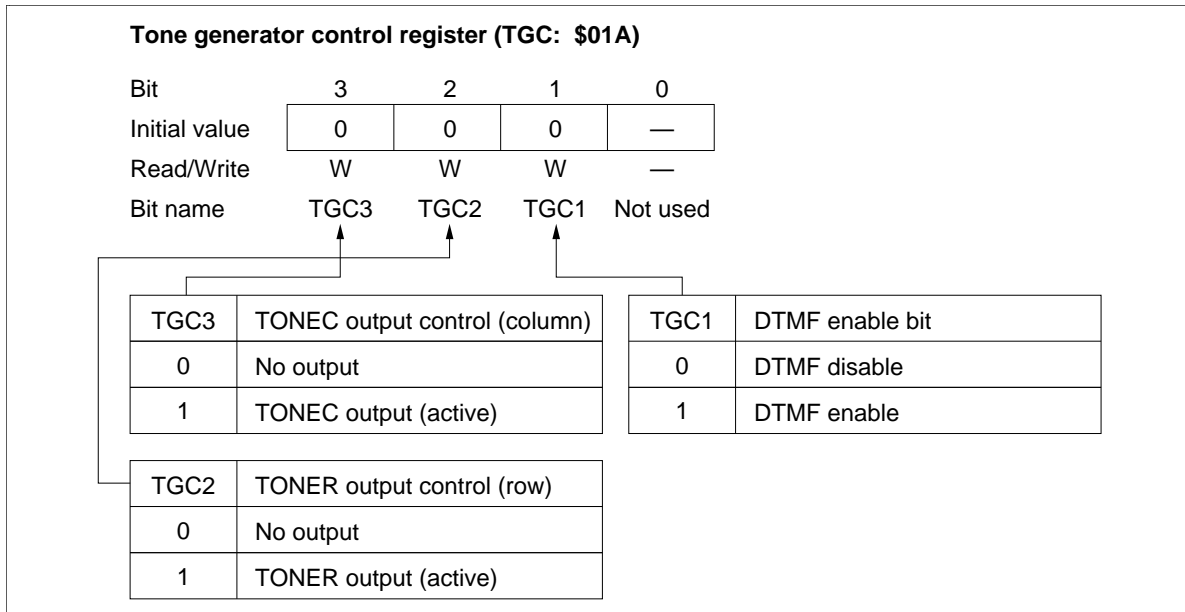 Tone generator control register (TGC: $01A)
Bit 3 2 1 0
Initial value 0 0 0 —
Read/Write W W W —
Bit name TGC3 TGC2 TGC1 Not used
TGC3 TONEC output control (column)
0 No output
1 TONEC output (active)
TGC1 DTMF enable bit
0 DTMF disable
1 DTMF enable
TGC2 TONER output control (row)
0 No output
1 TONER output (active)